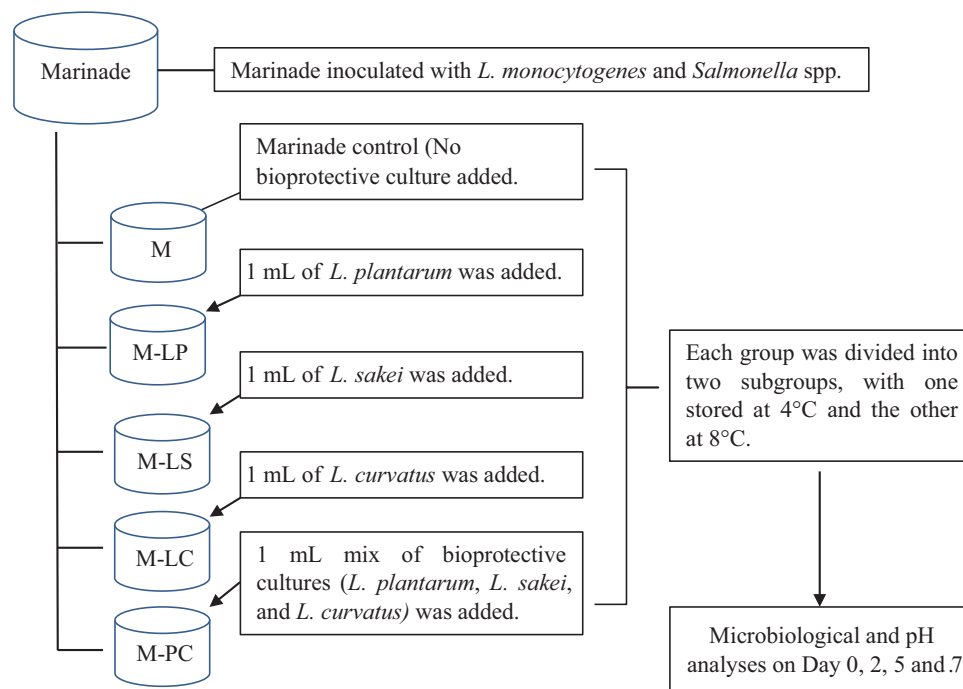 Marinade
Marinade inoculated with L. monocytogenes and Salmonella spp.
Marinade control (No
bioprotective culture added.
M
1 mL of L. plantarum was added.
M-LP
1 mL of L. sakei was added.
M-LS
1 mL of L. curvatus was added.
M-LC
1 mL mix of bioprotective
cultures (L. plantarum, L. sakei,
and L. curvatus) was added.
M-PC
Each group was divided into
two subgroups, with one
stored at 4°C and the other
at 8°C.
Microbiological and pH
analyses on Day 0, 2, 5 and.7